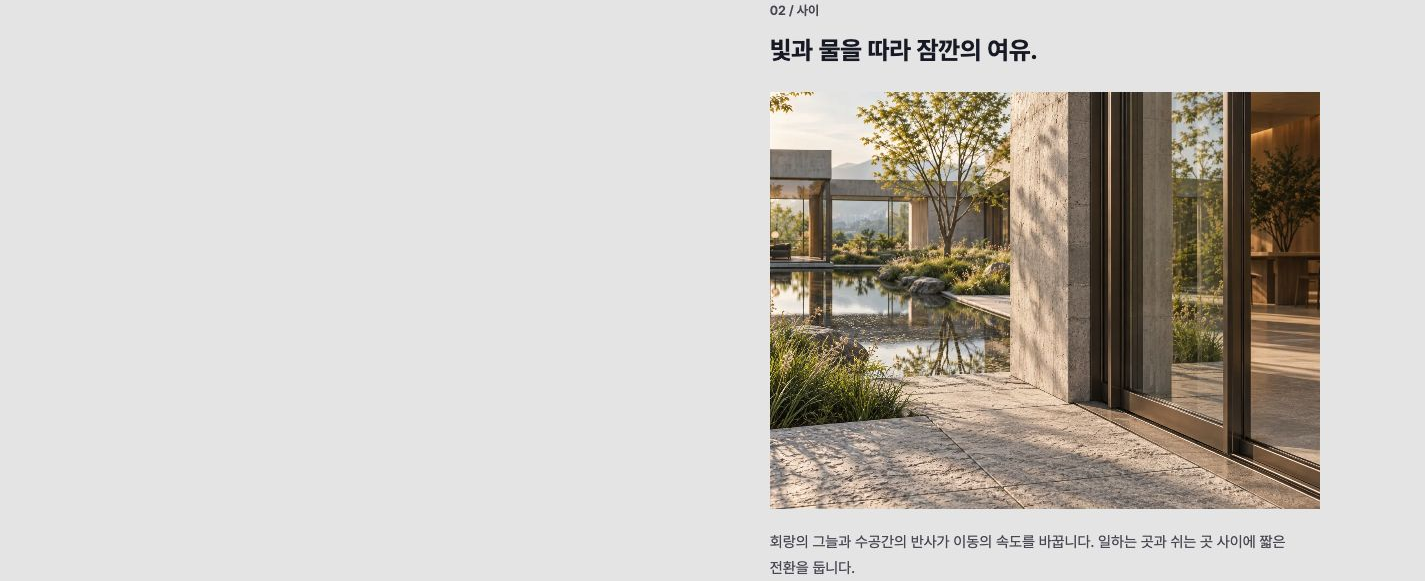 02 / 사이
빛과 물을 따라 잠깐의 여유.
회랑의 그늘과 수공간의 반사가 이동의 속도를 바꿉니다. 일하는 곳과 쉬는 곳 사이에 짧은
전환을 둡니다.